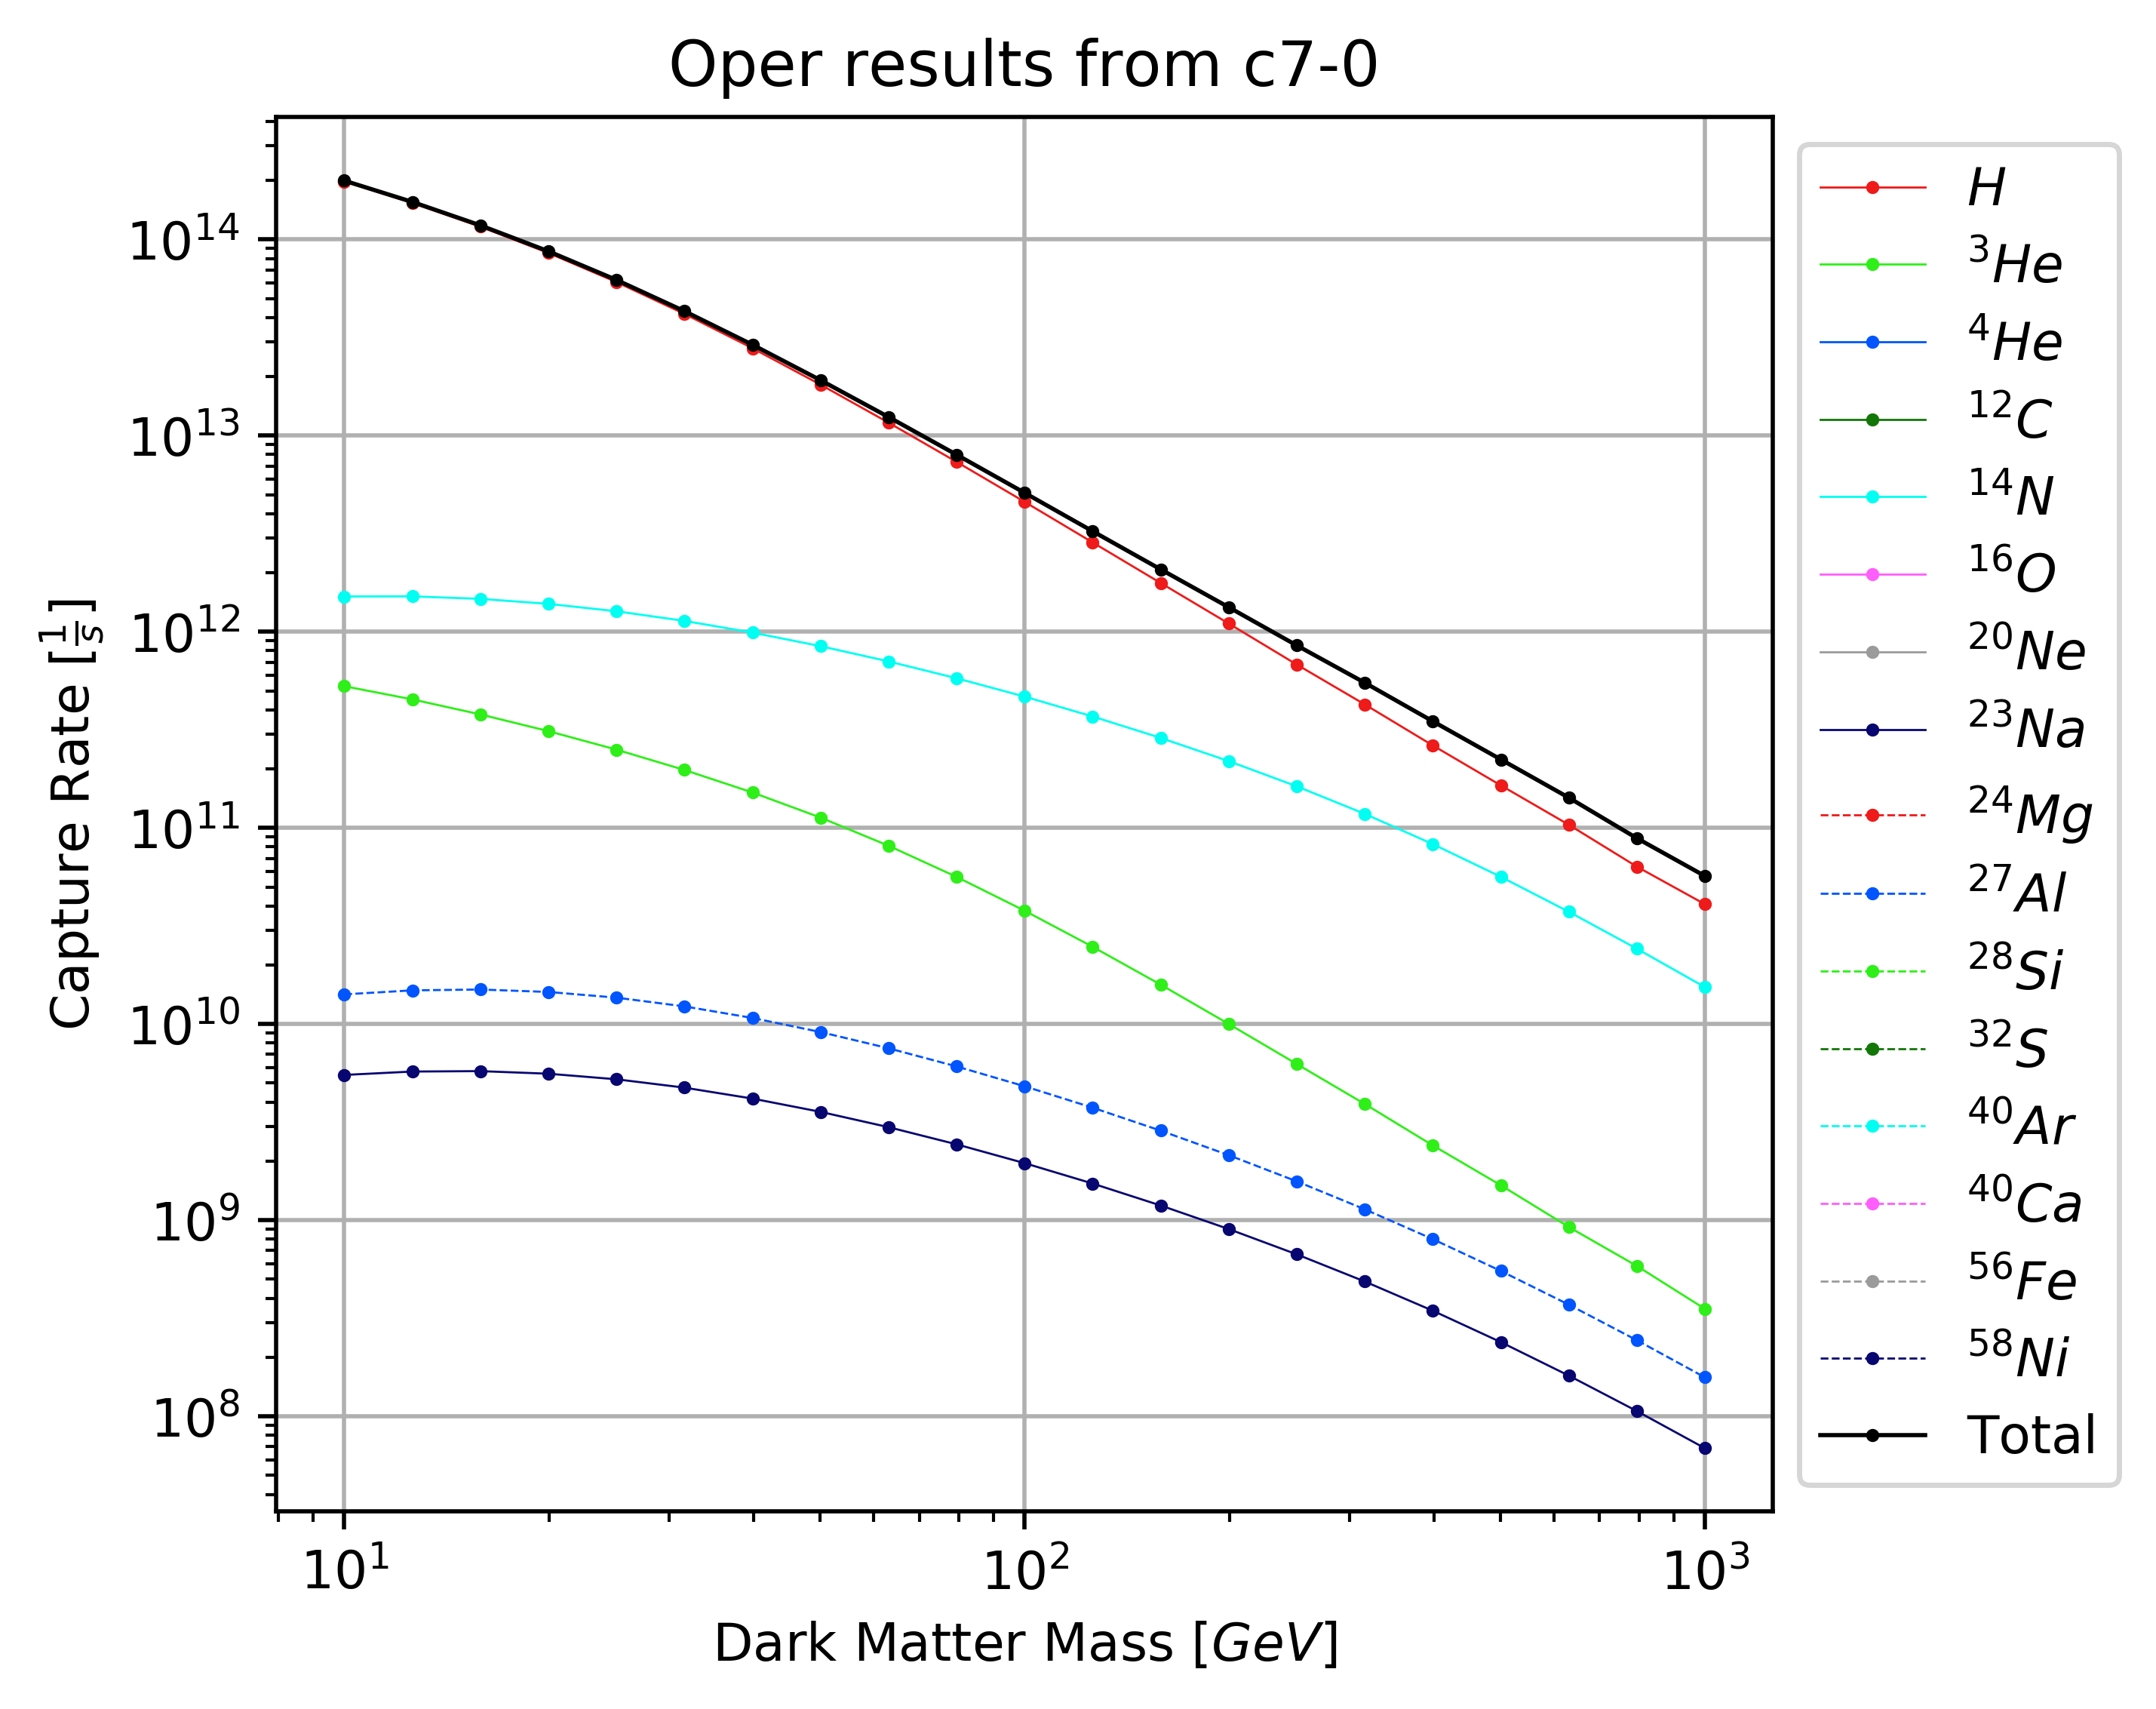 Oper results from c7-0
Capture Rate [1/s]
10^14
10^13
10^12
10^11
10^10
10^9
10^8
10^1
10^2
10^3
Dark Matter Mass [GeV]
H
^3He
^4He
^12C
^14N
^16O
^20Ne
^23Na
^24Mg
^27Al
^28Si
^32S
^40Ar
^40Ca
^56Fe
^58Ni
Total